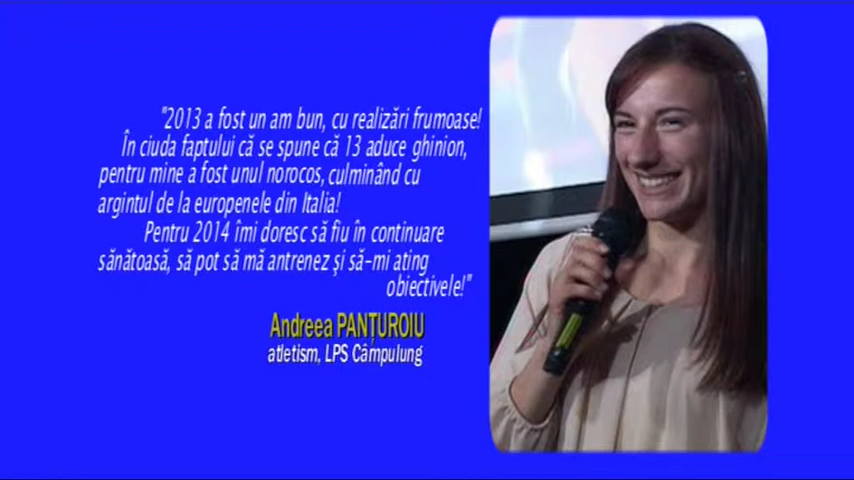 "2013 a fost un am bun, cu realizări frumoase!
În ciuda faptului că se spune că 13 aduce ghinion,
pentru mine a fost unul norocos, culminând cu
argintul de la europenele din Italia!
Pentru 2014 îmi doresc să fiu în continuare
sănătoasă, să pot să mă antrenez şi să-mi ating
obiectivele!"
Andreea PANŢUROIU
atletism, LPS Câmpulung